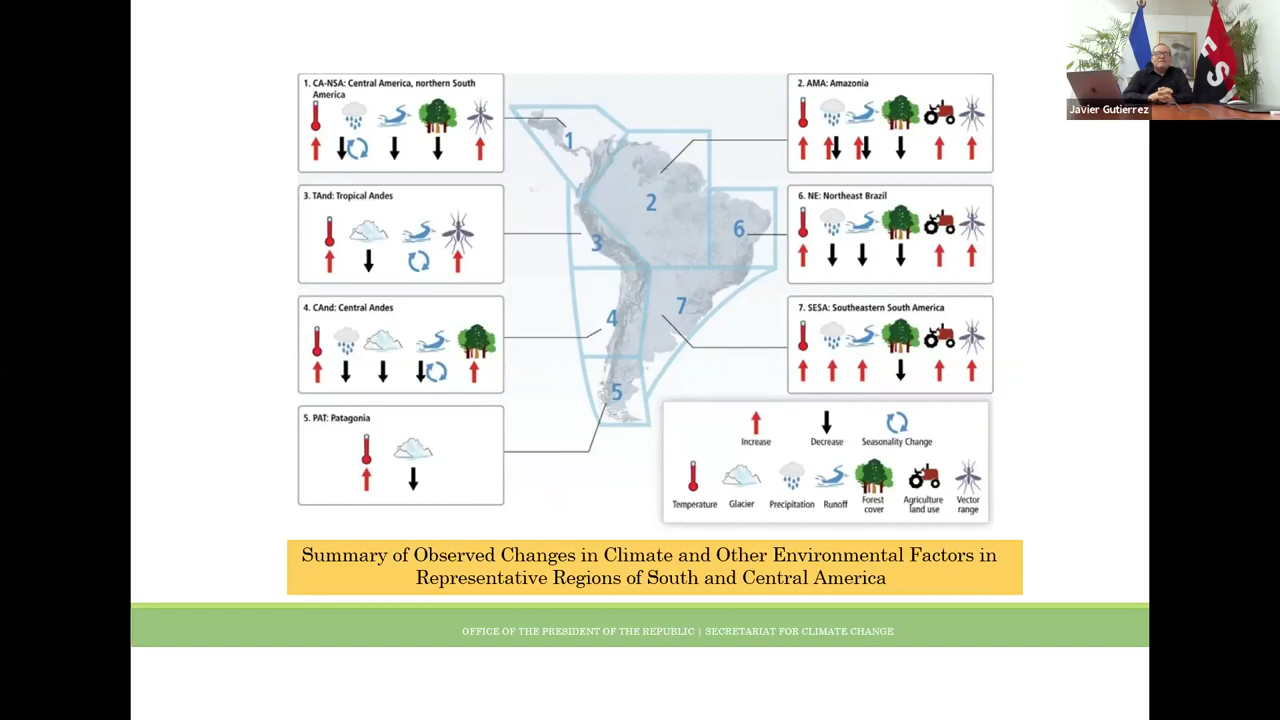 1. CA-NSA: Central America, northern South
America
2. AMA: Amazonia
3. TAnd: Tropical Andes
6. NE: Northeast Brazil
4. CAnd: Central Andes
7. SESA: Southeastern South America
5. PAT: Patagonia
1
2
3
6
7
4
5
Increase
Decrease
Seasonality Change
Temperature
Glacier
Precipitation
Runoff
Forest
cover
Agriculture
land use
Vector
range
Summary of Observed Changes in Climate and Other Environmental Factors in
Representative Regions of South and Central America
OFFICE OF THE PRESIDENT OF THE REPUBLIC | SECRETARIAT FOR CLIMATE CHANGE
Javier Gutierrez